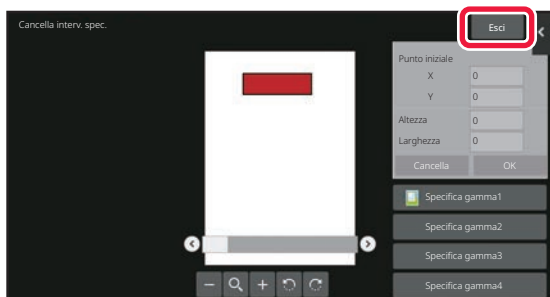 Cancella interv. spec.
Esci
Punto iniziale
X 0
Y 0
Altezza 0
Larghezza 0
Cancella OK
Specifica gamma1
Specifica gamma2
Specifica gamma3
Specifica gamma4